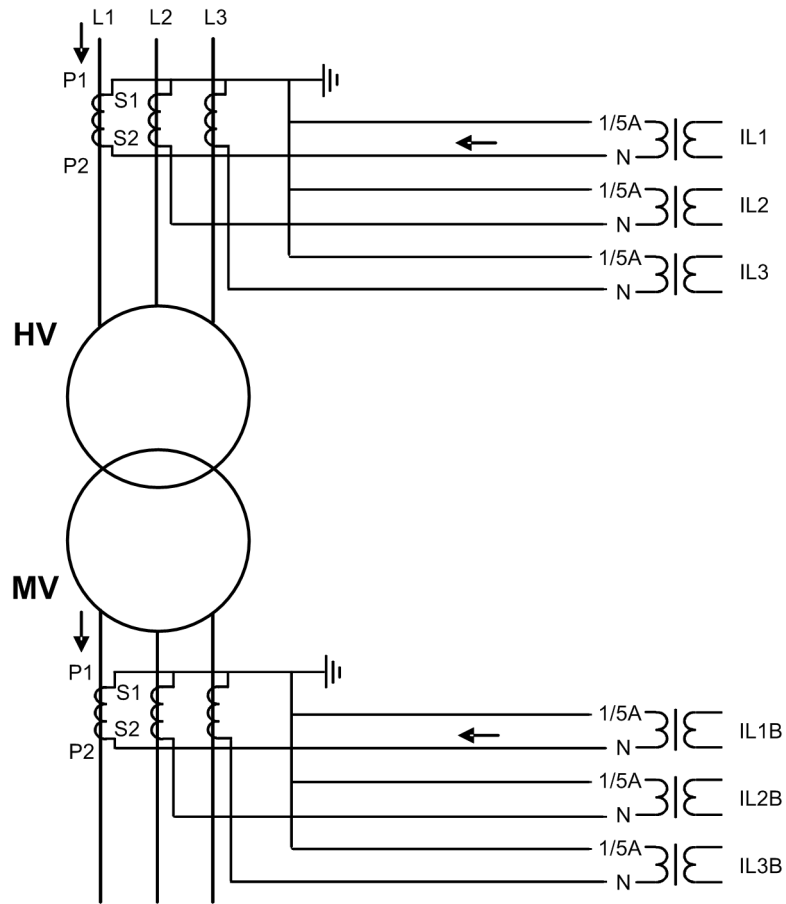 L1 L2 L3
P1
S1
S2
P2
1/5A
N
IL1
1/5A
N
IL2
1/5A
N
IL3
HV
MV
P1
S1
S2
P2
1/5A
N
IL1B
1/5A
N
IL2B
1/5A
N
IL3B